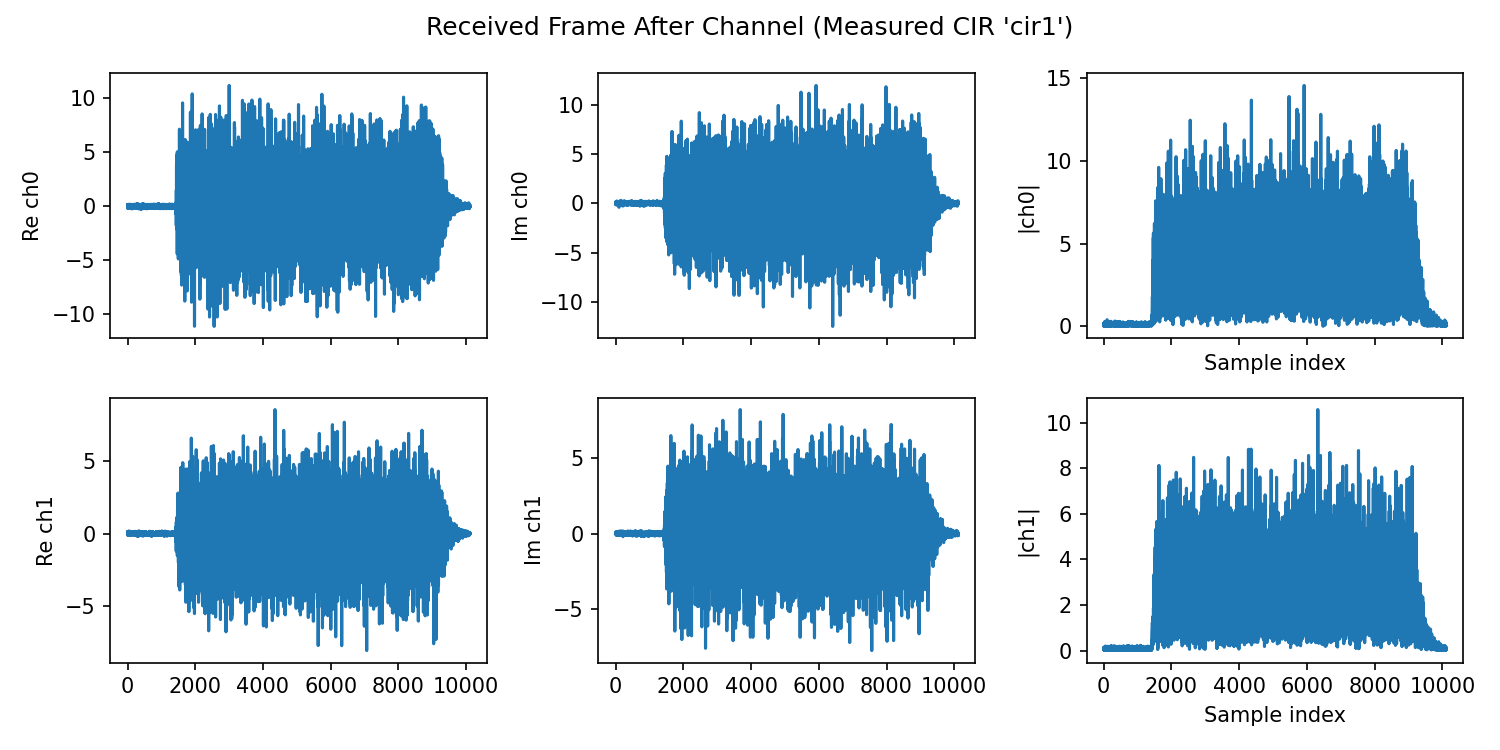 Received Frame After Channel (Measured CIR 'cir1')
Re ch0
10
5
0
−5
−10
Im ch0
10
5
0
−5
−10
|ch0|
15
10
5
0
Sample index
Re ch1
5
0
−5
0 2000 4000 6000 8000 10000
Im ch1
5
0
−5
0 2000 4000 6000 8000 10000
|ch1|
10
8
6
4
2
0
0 2000 4000 6000 8000 10000
Sample index